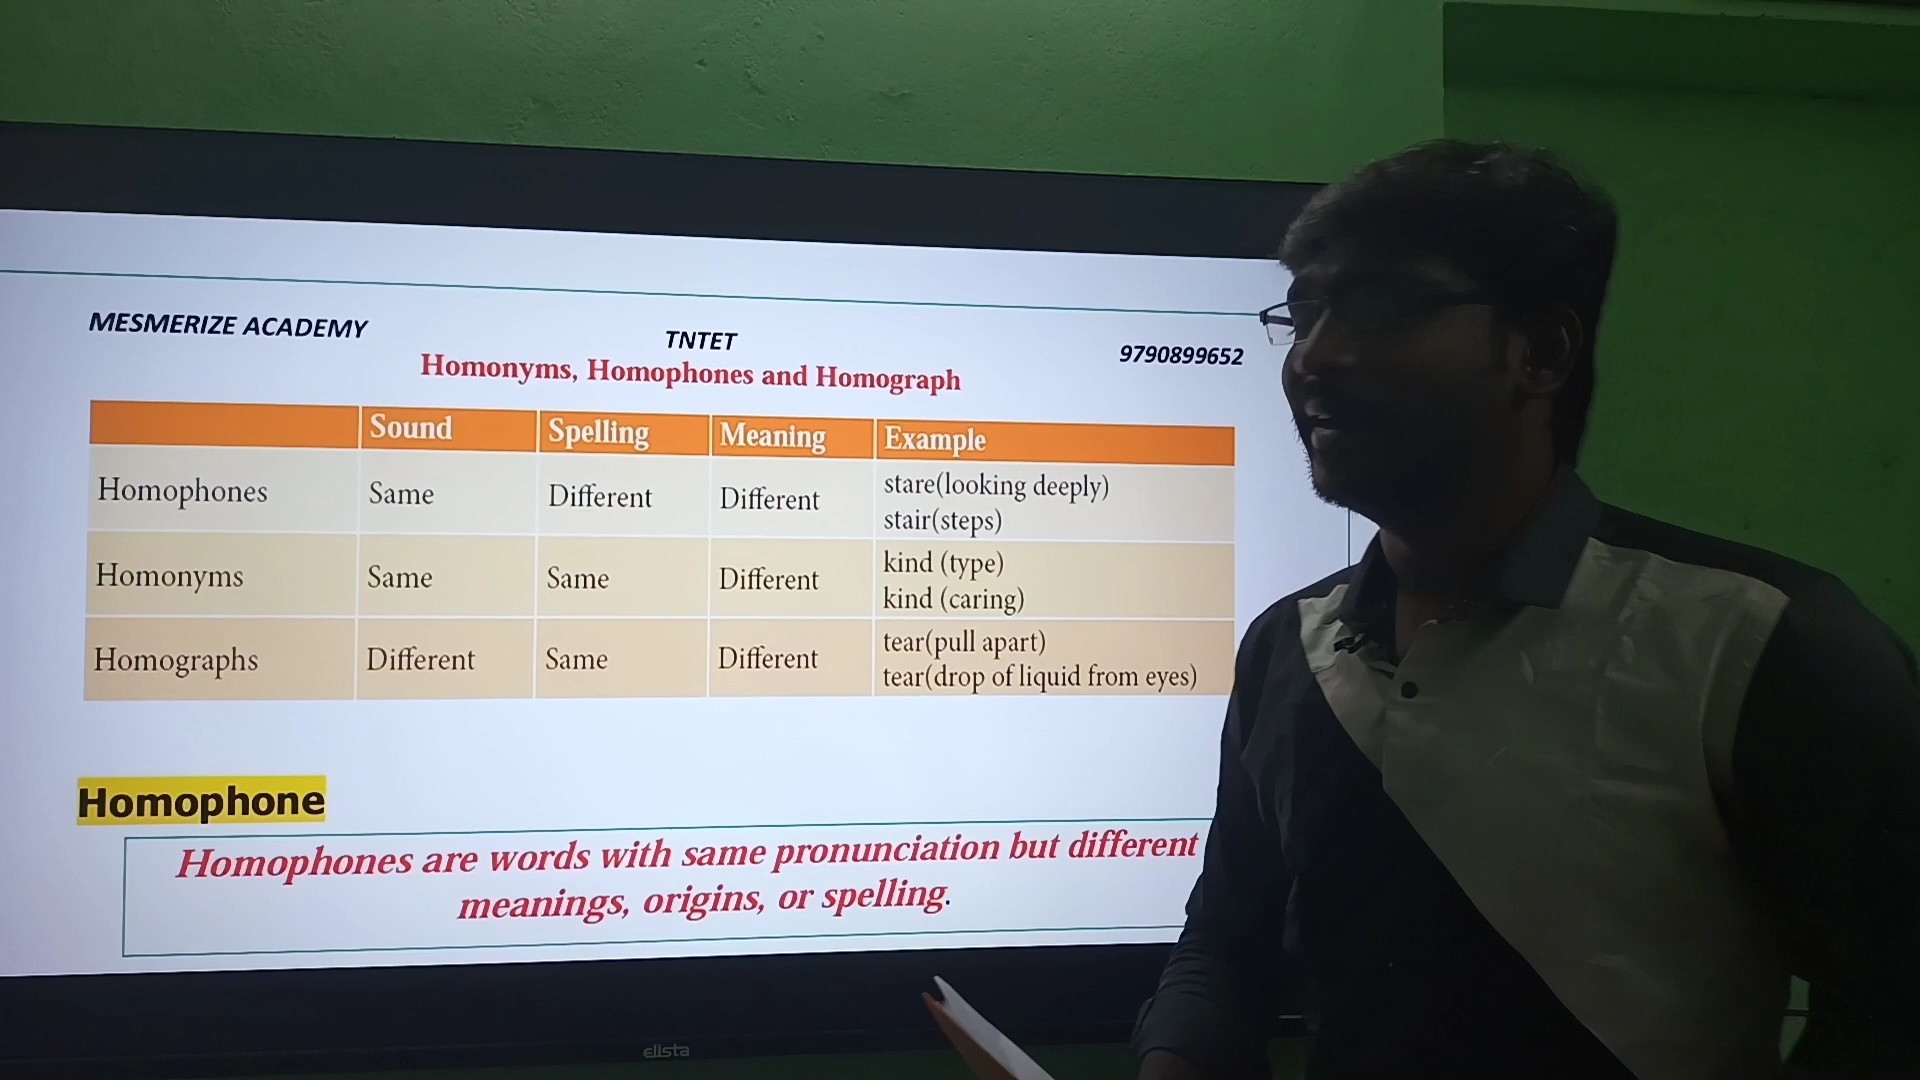 MESMERIZE ACADEMY
TNTET
9790899652
Homonyms, Homophones and Homograph
Sound Spelling Meaning Example
Homophones Same Different Different stare(looking deeply)
stair(steps)
Homonyms Same Same Different kind (type)
kind (caring)
Homographs Different Same Different tear(pull apart)
tear(drop of liquid from eyes)
Homophone
Homophones are words with same pronunciation but different
meanings, origins, or spelling.
elista